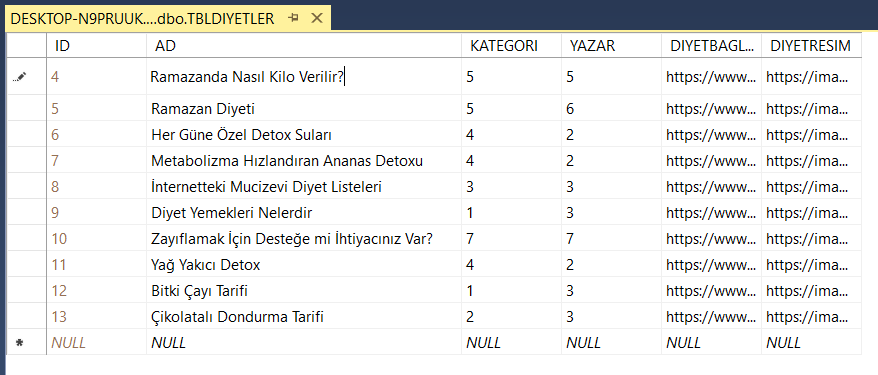 DESKTOP-N9PRUUK....dbo.TBLDIYETLER
ID AD KATEGORI YAZAR DIYETBAGL... DIYETRESIM
4 Ramazanda Nasıl Kilo Verilir? 5 5 https://www... https://ima...
5 Ramazan Diyeti 5 6 https://www... https://ima...
6 Her Güne Özel Detox Suları 4 2 https://www... https://ima...
7 Metabolizma Hızlandıran Ananas Detoxu 4 2 https://www... https://ima...
8 İnternetteki Mucizevi Diyet Listeleri 3 3 https://www... https://ima...
9 Diyet Yemekleri Nelerdir 1 3 https://www... https://ima...
10 Zayıflamak İçin Desteğe mi İhtiyacınız Var? 7 7 https://www... https://ima...
11 Yağ Yakıcı Detox 4 2 https://www... https://ima...
12 Bitki Çayı Tarifi 1 3 https://www... https://ima...
13 Çikolatalı Dondurma Tarifi 2 3 https://www... https://ima...
NULL NULL NULL NULL NULL NULL